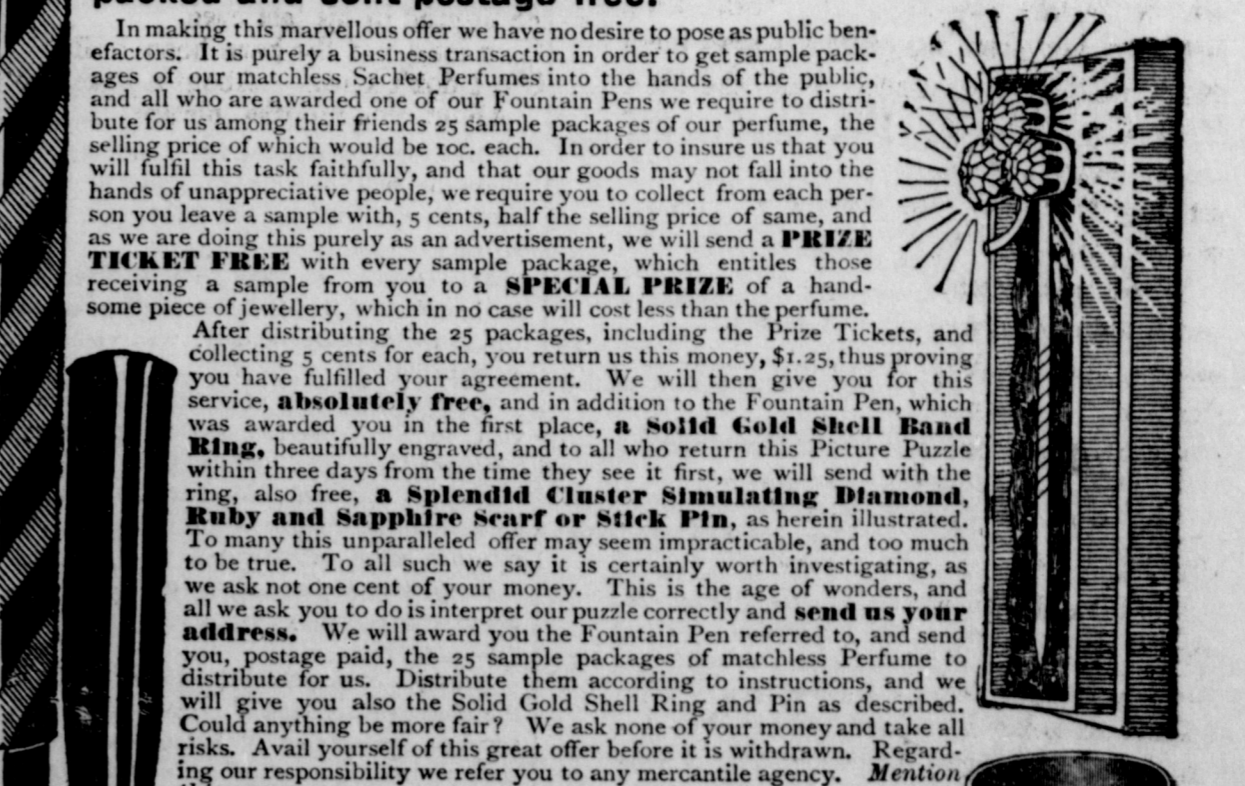 packed and sent postage free.
In making this marvellous offer we have no desire to pose as public ben-
efactors. It is purely a business transaction in order to get sample pack-
ages of our matchless Sachet Perfumes into the hands of the public,
and all who are awarded one of our Fountain Pens we require to distri-
bute for us among their friends 25 sample packages of our perfume, the
selling price of which would be 10c. each. In order to insure us that you
will fulfil this task faithfully, and that our goods may not fall into the
hands of unappreciative people, we require you to collect from each per-
son you leave a sample with, 5 cents, half the selling price of same, and
as we are doing this purely as an advertisement, we will send a PRIZE
TICKET FREE with every sample package, which entitles those
receiving a sample from you to a SPECIAL PRIZE of a hand-
some piece of jewellery, which in no case will cost less than the perfume.
After distributing the 25 packages, including the Prize Tickets, and
collecting 5 cents for each, you return us this money, $1.25, thus proving
you have fulfilled your agreement. We will then give you for this
service, absolutely free, and in addition to the Fountain Pen, which
was awarded you in the first place, a Solid Gold Shell Band
Ring, beautifully engraved, and to all who return this Picture Puzzle
within three days from the time they see it first, we will send with the
ring, also free, a Splendid Cluster Simulating Diamond,
Ruby and Sapphire Scarf or Stick Pin, as herein illustrated.
To many this unparalleled offer may seem impracticable, and too much
to be true. To all such we say it is certainly worth investigating, as
we ask not one cent of your money. This is the age of wonders, and
all we ask you to do is interpret our puzzle correctly and send us your
address. We will award you the Fountain Pen referred to, and send
you, postage paid, the 25 sample packages of matchless Perfume to
distribute for us. Distribute them according to instructions, and we
will give you also the Solid Gold Shell Ring and Pin as described.
Could anything be more fair? We ask none of your money and take all
risks. Avail yourself of this great offer before it is withdrawn. Regard-
ing our responsibility we refer you to any mercantile agency. Mention